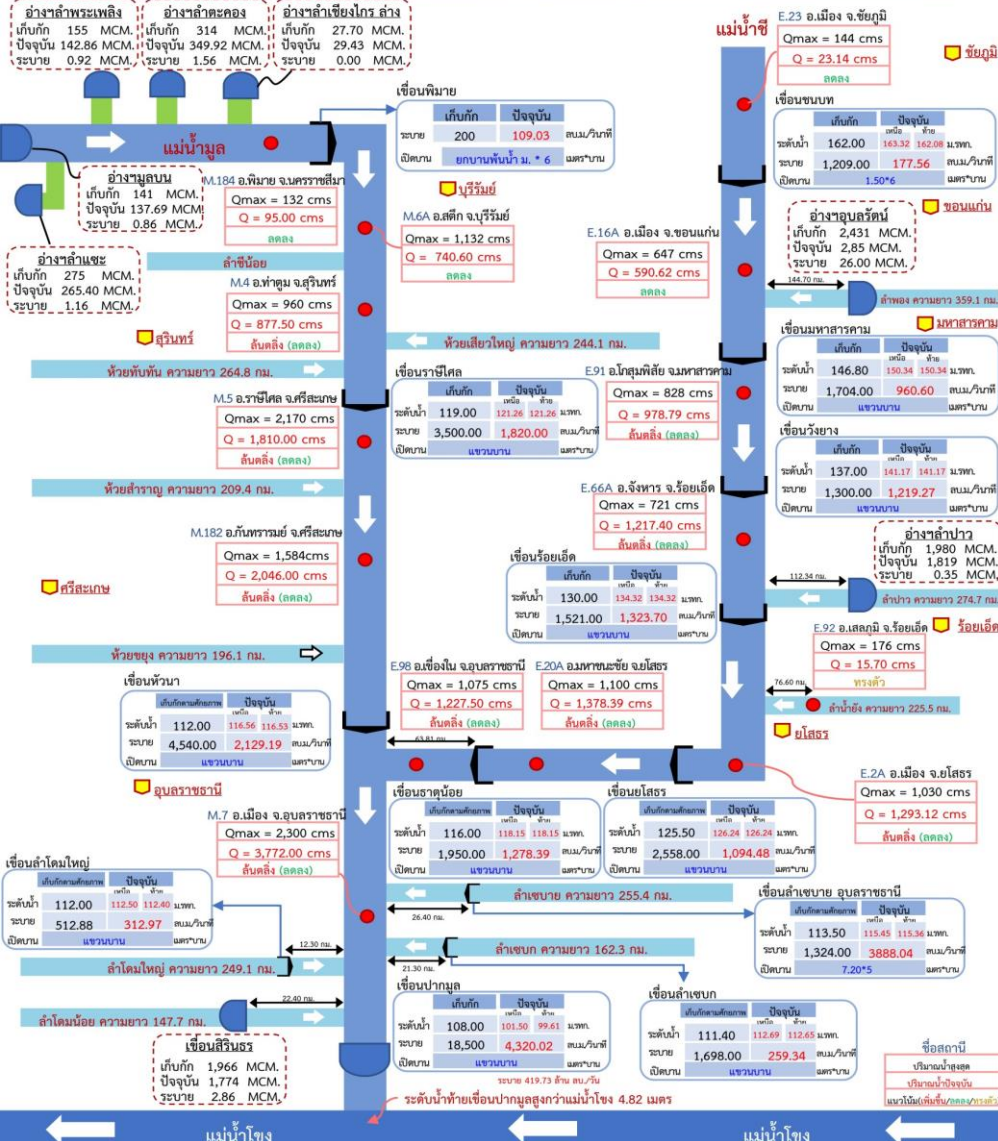 อ่างฯลำพระเพลิง
เก็บกัก 155 MCM.
ปัจจุบัน 142.86 MCM.
ระบาย 0.92 MCM.
อ่างฯลำตะคอง
เก็บกัก 314 MCM.
ปัจจุบัน 349.92 MCM.
ระบาย 1.56 MCM.
อ่างฯลำเชียงไกร ล่าง
เก็บกัก 27.70 MCM.
ปัจจุบัน 29.43 MCM.
ระบาย 0.00 MCM.
แม่น้ำชี
E.23 อ.เมือง จ.ชัยภูมิ
Qmax = 144 cms
Q = 23.14 cms
ลดลง
ชัยภูมิ
เขื่อนพิมาย
เก็บกัก ปัจจุบัน
ระบาย 200 109.03 ลบ.ม/วินาที
เปิดบาน ยกบานพ้นน้ำ ม. * 6 เมตร*บาน
เขื่อนชนบท
เก็บกัก ปัจจุบัน
เหนือ ท้าย
ระดับน้ำ 162.00 163.32 162.08 ม.รทก.
ระบาย 1,209.00 177.56 ลบ.ม/วินาที
เปิดบาน 1.50*6 เมตร*บาน
แม่น้ำมูล
อ่างฯมูลบน
เก็บกัก 141 MCM.
ปัจจุบัน 137.69 MCM.
ระบาย 0.86 MCM.
M.184 อ.พิมาย จ.นครราชสีมา
Qmax = 132 cms
Q = 95.00 cms
ลดลง
บุรีรัมย์
M.6A อ.สตึก จ.บุรีรัมย์
Qmax = 1,132 cms
Q = 740.60 cms
ลดลง
ขอนแก่น
E.16A อ.เมือง จ.ขอนแก่น
Qmax = 647 cms
Q = 590.62 cms
ลดลง
อ่างฯอุบลรัตน์
เก็บกัก 2,431 MCM.
ปัจจุบัน 2,85 MCM.
ระบาย 26.00 MCM.
144.70 กม.
ลำพอง ความยาว 359.1 กม.
อ่างฯลำแซะ
เก็บกัก 275 MCM.
ปัจจุบัน 265.40 MCM.
ระบาย 1.16 MCM.
ลำชีน้อย
M.4 อ.ท่าตูม จ.สุรินทร์
Qmax = 960 cms
Q = 877.50 cms
ล้นตลิ่ง (ลดลง)
สุรินทร์
ห้วยเสียวใหญ่ ความยาว 244.1 กม.
ห้วยทับทัน ความยาว 264.8 กม.
มหาสารคาม
เขื่อนมหาสารคาม
เก็บกัก ปัจจุบัน
เหนือ ท้าย
ระดับน้ำ 146.80 150.34 150.34 ม.รทก.
ระบาย 1,704.00 960.60 ลบ.ม/วินาที
เปิดบาน แขวนบาน เมตร*บาน
เขื่อนราษีไศล
เก็บกัก ปัจจุบัน
เหนือ ท้าย
ระดับน้ำ 119.00 121.26 121.26 ม.รทก.
ระบาย 3,500.00 1,820.00 ลบ.ม/วินาที
เปิดบาน แขวนบาน เมตร*บาน
E.91 อ.โกสุมพิสัย จ.มหาสารคาม
Qmax = 828 cms
Q = 978.79 cms
ล้นตลิ่ง (ลดลง)
M.5 อ.ราษีไศล จ.ศรีสะเกษ
Qmax = 2,170 cms
Q = 1,810.00 cms
ล้นตลิ่ง (ลดลง)
เขื่อนวังยาง
เก็บกัก ปัจจุบัน
เหนือ ท้าย
ระดับน้ำ 137.00 141.17 141.17 ม.รทก.
ระบาย 1,300.00 1,219.27 ลบ.ม/วินาที
เปิดบาน แขวนบาน เมตร*บาน
ห้วยสำราญ ความยาว 209.4 กม.
E.66A อ.จังหาร จ.ร้อยเอ็ด
Qmax = 721 cms
Q = 1,217.40 cms
ล้นตลิ่ง (ลดลง)
M.182 อ.กันทรารมย์ จ.ศรีสะเกษ
Qmax = 1,584cms
Q = 2,046.00 cms
ล้นตลิ่ง (ลดลง)
อ่างฯลำปาว
เก็บกัก 1,980 MCM.
ปัจจุบัน 1,819 MCM.
ระบาย 0.35 MCM.
112.34 กม.
ลำปาว ความยาว 274.7 กม.
เขื่อนร้อยเอ็ด
เก็บกัก ปัจจุบัน
เหนือ ท้าย
ระดับน้ำ 130.00 134.32 134.32 ม.รทก.
ระบาย 1,521.00 1,323.70 ลบ.ม/วินาที
เปิดบาน แขวนบาน เมตร*บาน
ศรีสะเกษ
E.92 อ.เสลภูมิ จ.ร้อยเอ็ด
Qmax = 176 cms
Q = 15.70 cms
ทรงตัว
ร้อยเอ็ด
76.60 กม.
ลำน้ำยัง ความยาว 225.5 กม.
ห้วยขยุง ความยาว 196.1 กม.
E.98 อ.เขื่องใน จ.อุบลราชธานี
Qmax = 1,075 cms
Q = 1,227.50 cms
ล้นตลิ่ง (ลดลง)
E.20A อ.มหาชนะชัย จ.ยโสธร
Qmax = 1,100 cms
Q = 1,378.39 cms
ล้นตลิ่ง (ลดลง)
ยโสธร
เขื่อนหัวนา
เก็บกักตามศักยภาพ ปัจจุบัน
เหนือ ท้าย
ระดับน้ำ 112.00 116.56 116.53 ม.รทก.
ระบาย 4,540.00 2,129.19 ลบ.ม/วินาที
เปิดบาน แขวนบาน เมตร*บาน
63.81 กม.
อุบลราชธานี
E.2A อ.เมือง จ.ยโสธร
Qmax = 1,030 cms
Q = 1,293.12 cms
ล้นตลิ่ง (ลดลง)
M.7 อ.เมือง จ.อุบลราชธานี
Qmax = 2,300 cms
Q = 3,772.00 cms
ล้นตลิ่ง (ลดลง)
เขื่อนธาตุน้อย
เก็บกักตามศักยภาพ ปัจจุบัน
เหนือ ท้าย
ระดับน้ำ 116.00 118.15 118.15 ม.รทก.
ระบาย 1,950.00 1,278.39 ลบ.ม/วินาที
เปิดบาน แขวนบาน เมตร*บาน
เขื่อนยโสธร
เก็บกักตามศักยภาพ ปัจจุบัน
เหนือ ท้าย
ระดับน้ำ 125.50 126.24 126.24 ม.รทก.
ระบาย 2,558.00 1,094.48 ลบ.ม/วินาที
เปิดบาน แขวนบาน เมตร*บาน
เขื่อนลำโดมใหญ่
เก็บกักตามศักยภาพ ปัจจุบัน
เหนือ ท้าย
ระดับน้ำ 112.00 112.50 112.40 ม.รทก.
ระบาย 512.88 312.97 ลบ.ม/วินาที
เปิดบาน แขวนบาน เมตร*บาน
ลำเซบาย ความยาว 255.4 กม.
26.40 กม.
เขื่อนลำเซบาย อุบลราชธานี
เก็บกักตามศักยภาพ ปัจจุบัน
เหนือ ท้าย
ระดับน้ำ 113.50 115.45 115.36 ม.รทก.
ระบาย 1,324.00 3888.04 ลบ.ม/วินาที
เปิดบาน 7.20*5 เมตร*บาน
12.30 กม.
ลำโดมใหญ่ ความยาว 249.1 กม.
ลำเซบก ความยาว 162.3 กม.
21.30 กม.
22.40 กม.
ลำโดมน้อย ความยาว 147.7 กม.
เขื่อนปากมูล
เก็บกัก ปัจจุบัน
เหนือ ท้าย
ระดับน้ำ 108.00 101.50 99.61 ม.รทก.
ระบาย 18,500 4,320.02 ลบ.ม/วินาที
เปิดบาน แขวนบาน เมตร*บาน
ระบาย 419.73 ล้าน ลบ./วัน
เขื่อนลำเซบก
เก็บกักตามศักยภาพ ปัจจุบัน
เหนือ ท้าย
ระดับน้ำ 111.40 112.69 112.65 ม.รทก.
ระบาย 1,698.00 259.34 ลบ.ม/วินาที
เปิดบาน แขวนบาน เมตร*บาน
เขื่อนสิรินธร
เก็บกัก 1,966 MCM.
ปัจจุบัน 1,774 MCM.
ระบาย 2.86 MCM.
ชื่อสถานี
ปริมาณน้ำสูงสุด
ปริมาณน้ำปัจจุบัน
แนวโน้ม(เพิ่มขึ้น/ลดลง/ทรงตัว)
ระดับน้ำท้ายเขื่อนปากมูลสูงกว่าแม่น้ำโขง 4.82 เมตร
แม่น้ำโขง
แม่น้ำโขง